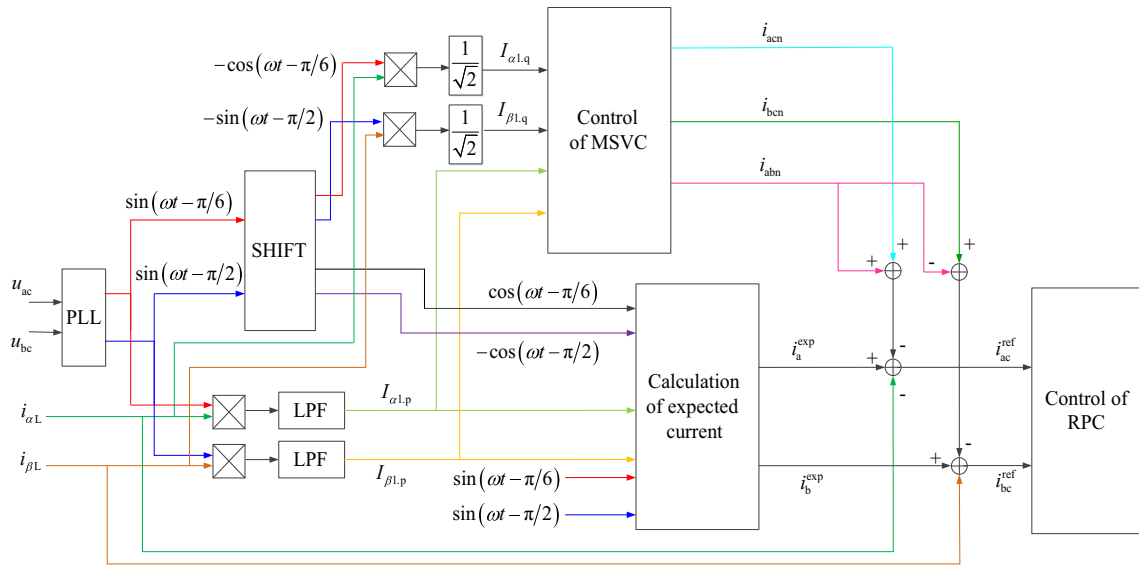 −cos(ωt−π/6)
1/√2
I_α1.q
i_acn
−sin(ωt−π/2)
1/√2
I_β1.q
Control
of MSVC
i_bcn
i_abn
sin(ωt−π/6)
SHIFT
sin(ωt−π/2)
+
+
+
-
u_ac
PLL
u_bc
cos(ωt−π/6)
−cos(ωt−π/2)
i_a^exp
-
+
-
i_ac^ref
i_αL
LPF
I_α1.p
Calculation
of expected
current
Control of
RPC
i_βL
LPF
I_β1.p
sin(ωt−π/6)
sin(ωt−π/2)
i_b^exp
-
+
i_bc^ref